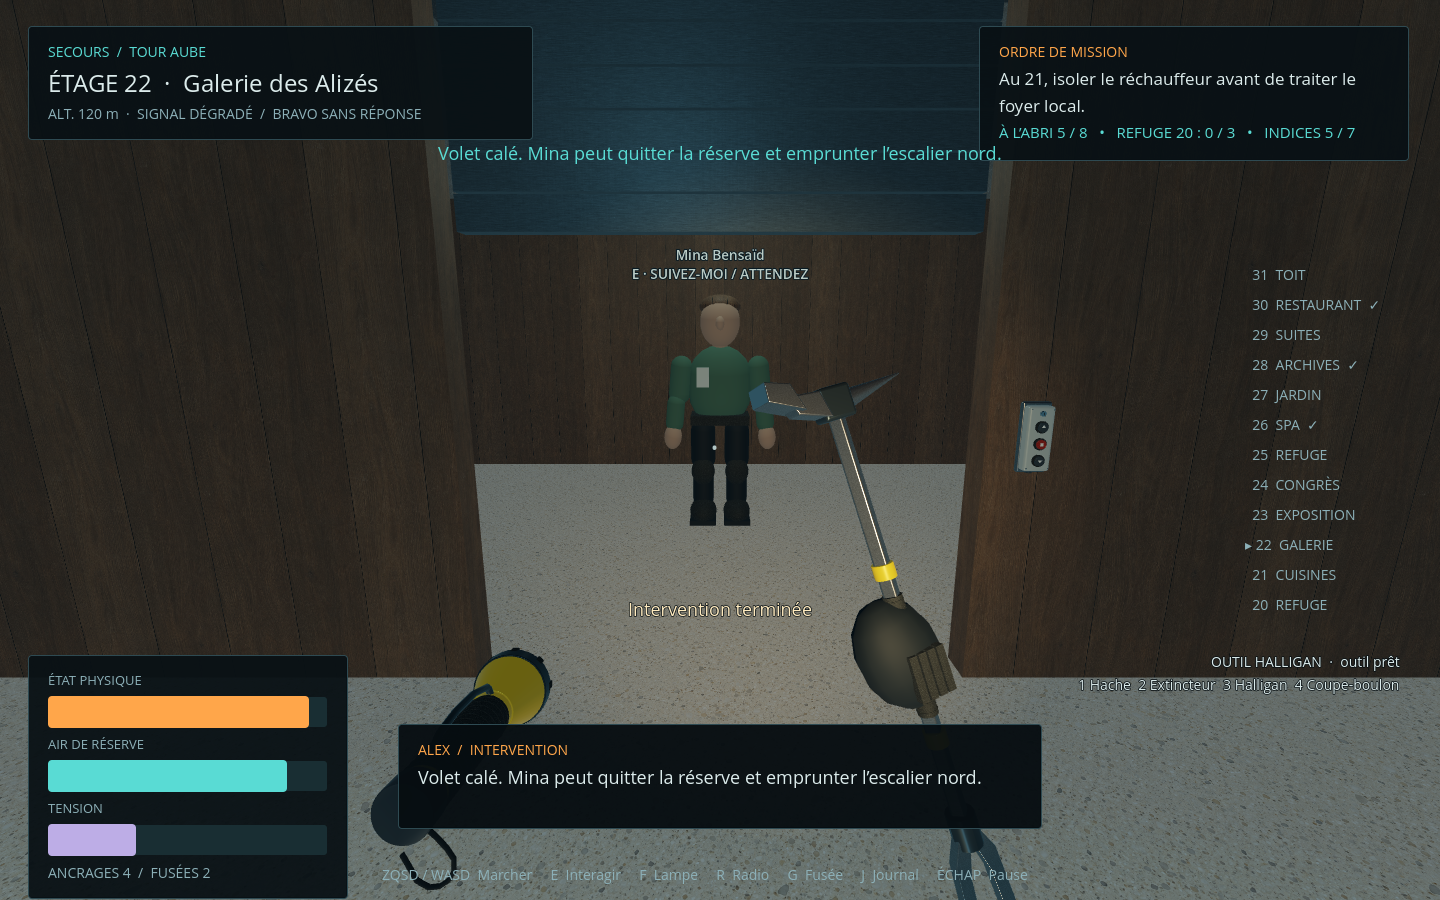 SECOURS / TOUR AUBE
ÉTAGE 22 · Galerie des Alizés
ALT. 120 m · SIGNAL DÉGRADÉ / BRAVO SANS RÉPONSE
ORDRE DE MISSION
Au 21, isoler le réchauffeur avant de traiter le
foyer local.
À L’ABRI 5 / 8 • REFUGE 20 : 0 / 3 • INDICES 5 / 7
Volet calé. Mina peut quitter la réserve et emprunter l’escalier nord.
Mina Bensaïd
E · SUIVEZ-MOI / ATTENDEZ
31 TOIT
30 RESTAURANT ✓
29 SUITES
28 ARCHIVES ✓
27 JARDIN
26 SPA ✓
25 REFUGE
24 CONGRÈS
23 EXPOSITION
▸ 22 GALERIE
21 CUISINES
20 REFUGE
Intervention terminée
OUTIL HALLIGAN · outil prêt
1 Hache 2 Extincteur 3 Halligan 4 Coupe-boulon
ÉTAT PHYSIQUE
AIR DE RÉSERVE
TENSION
ANCRAGES 4 / FUSÉES 2
ALEX / INTERVENTION
Volet calé. Mina peut quitter la réserve et emprunter l’escalier nord.
ZQSD / WASD Marcher E Interagir F Lampe R Radio G Fusée J Journal ÉCHAP Pause